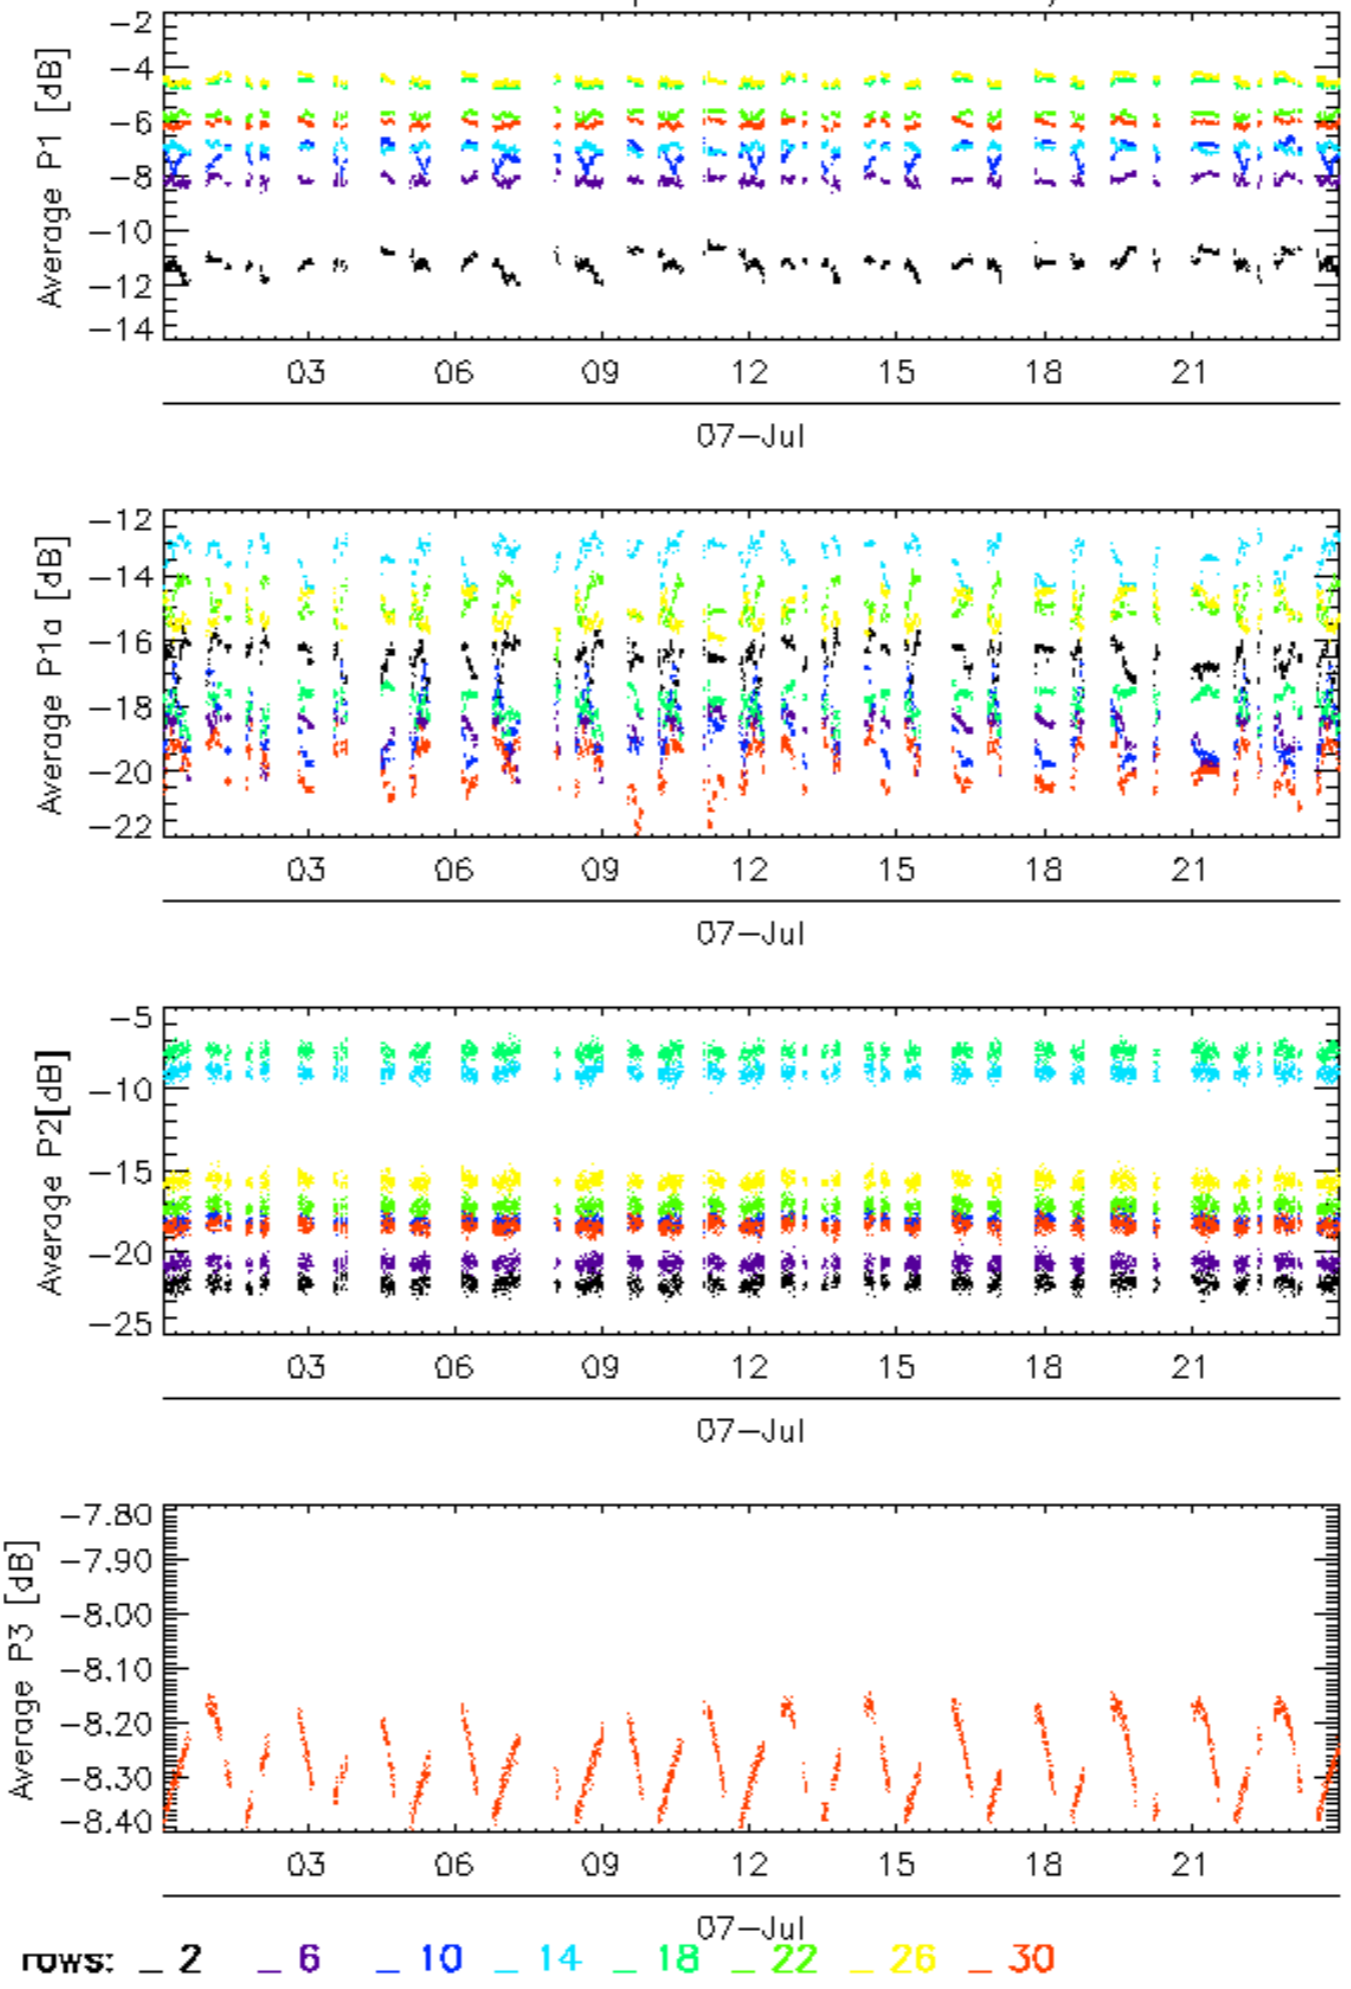 Average P1 [dB]
-2
-4
-6
-8
-10
-12
-14
03 06 09 12 15 18 21
07-Jul
Average P1a [dB]
-12
-14
-16
-18
-20
-22
03 06 09 12 15 18 21
07-Jul
Average P2[dB]
-5
-10
-15
-20
-25
03 06 09 12 15 18 21
07-Jul
Average P3 [dB]
-7.80
-7.90
-8.00
-8.10
-8.20
-8.30
-8.40
03 06 09 12 15 18 21
07-Jul
rows: _ 2 _ 6 _ 10 _ 14 _ 18 _ 22 _ 26 _ 30